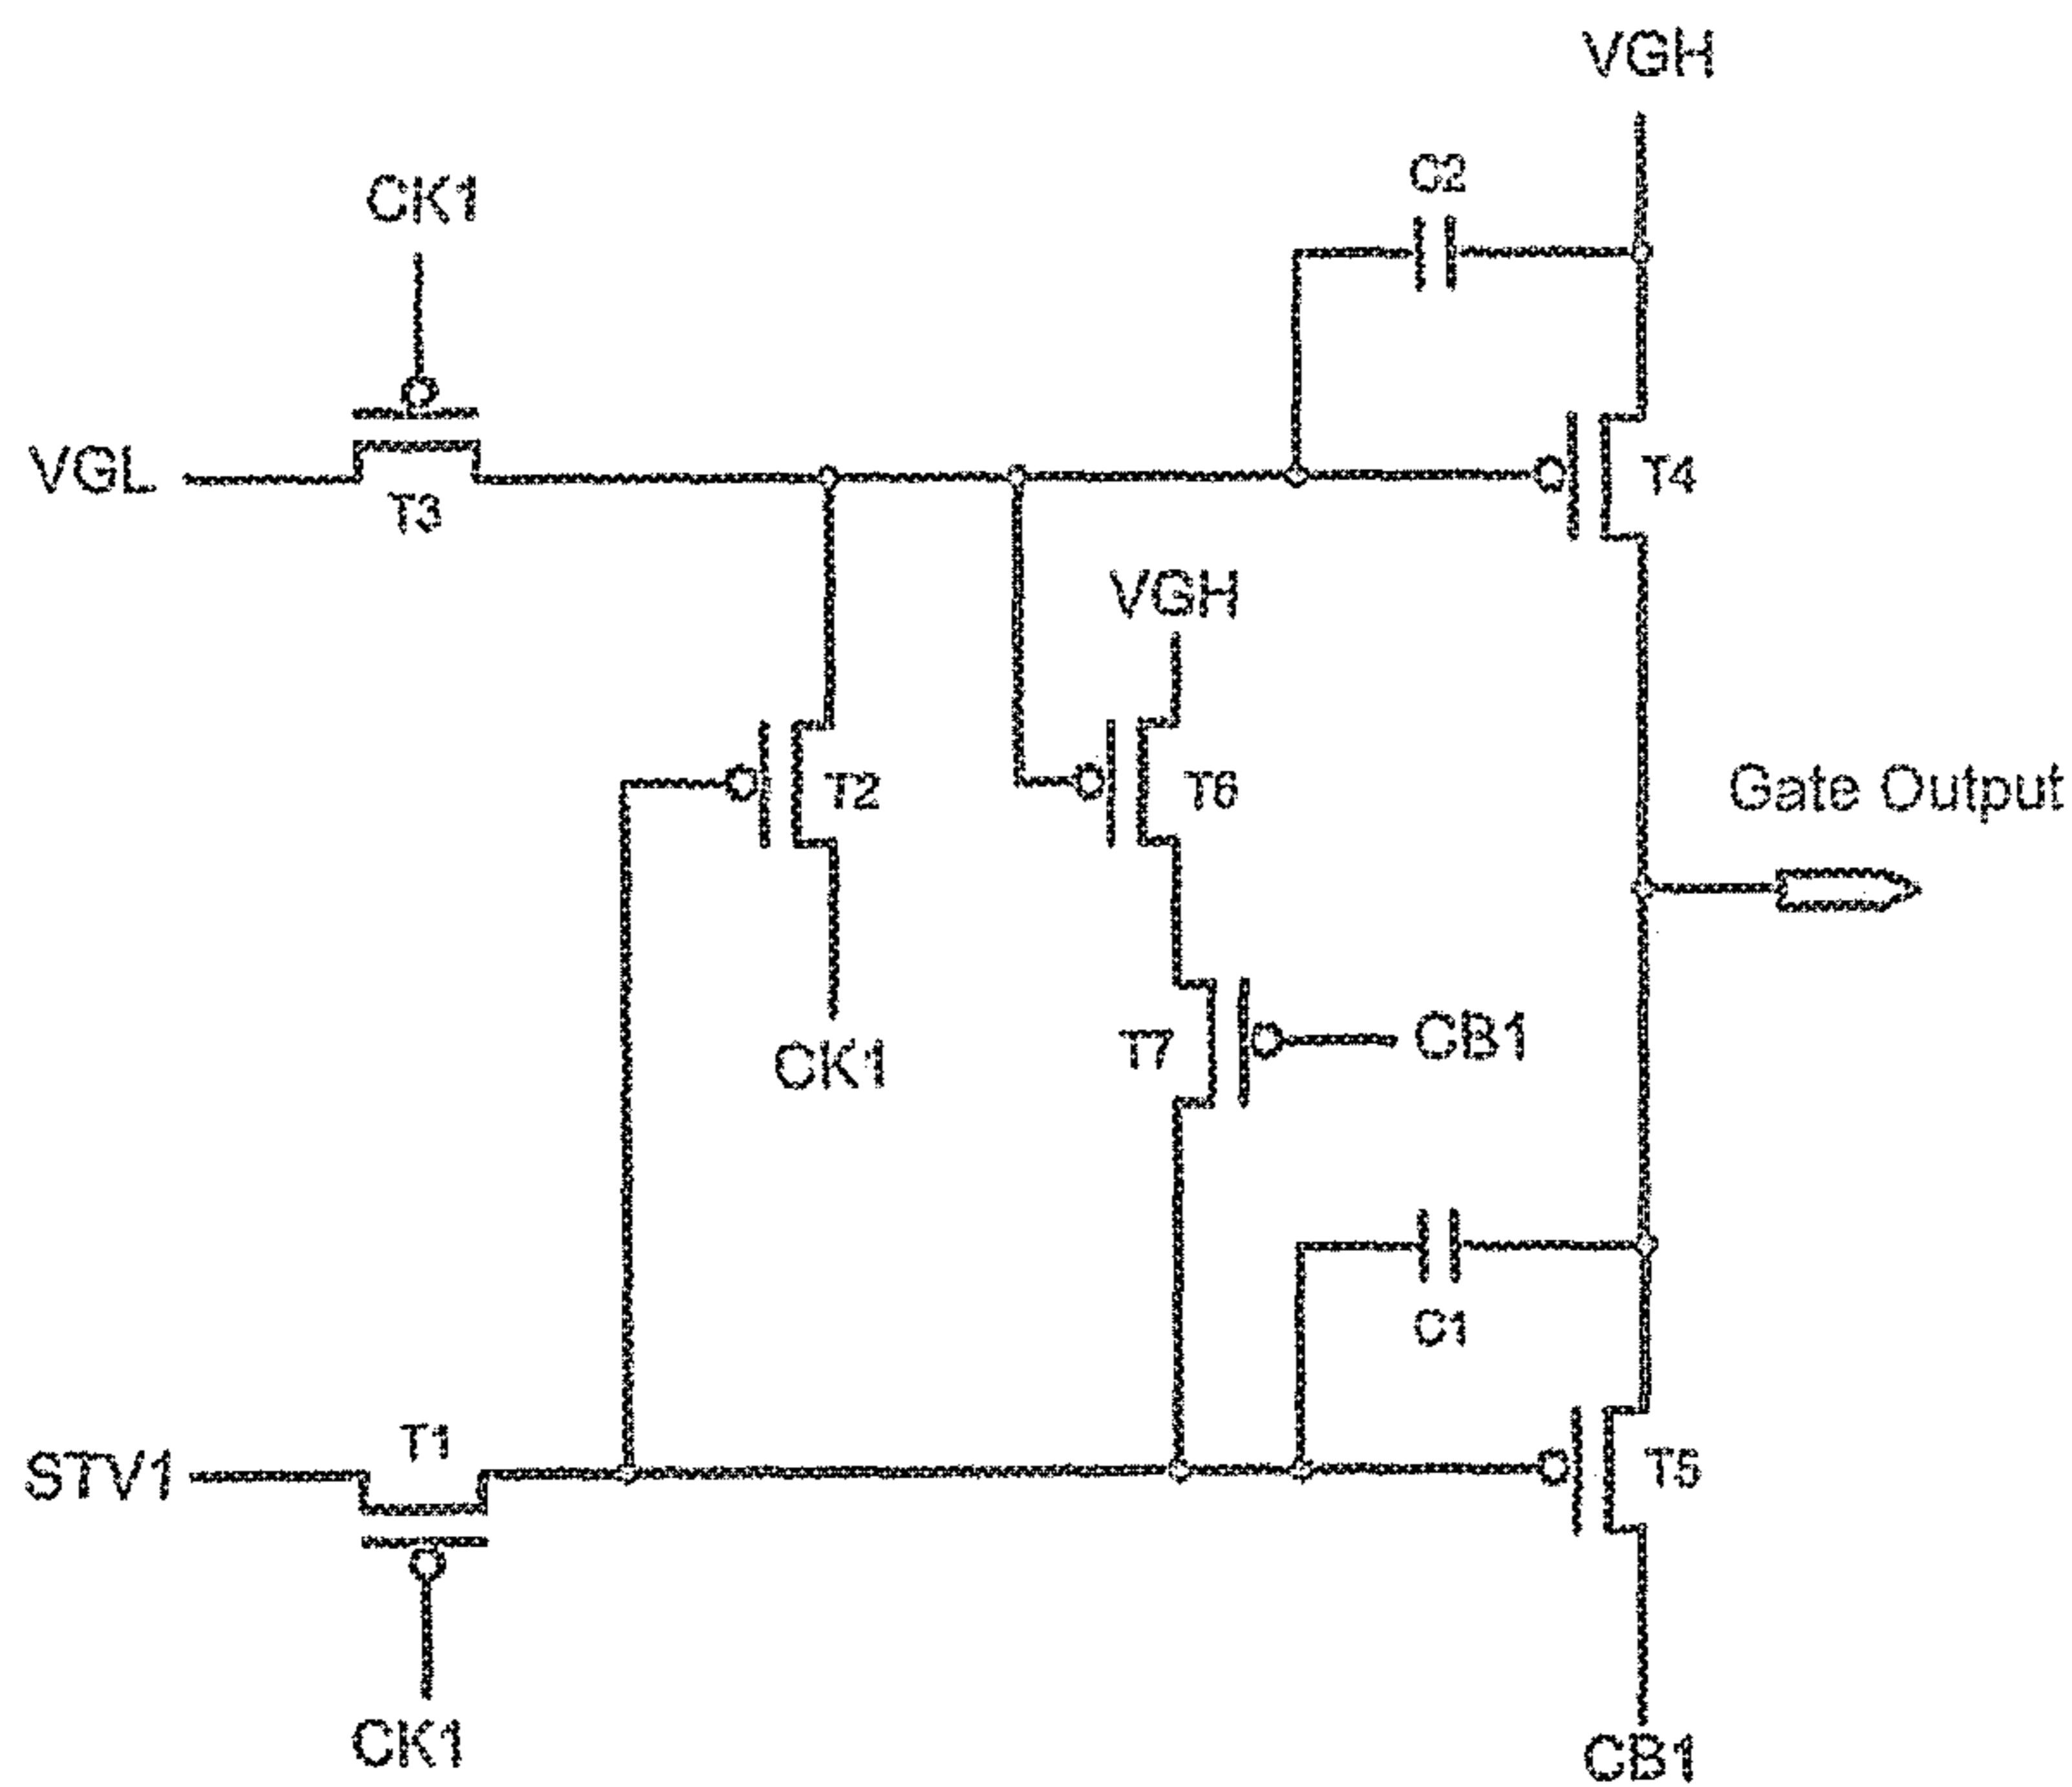 VGH
C2
CK1
VGL
T3
T4
VGH
T2
T6
Gate Output
T7
CB1
CK1
C1
T1
STV1
T5
CK1
CB1